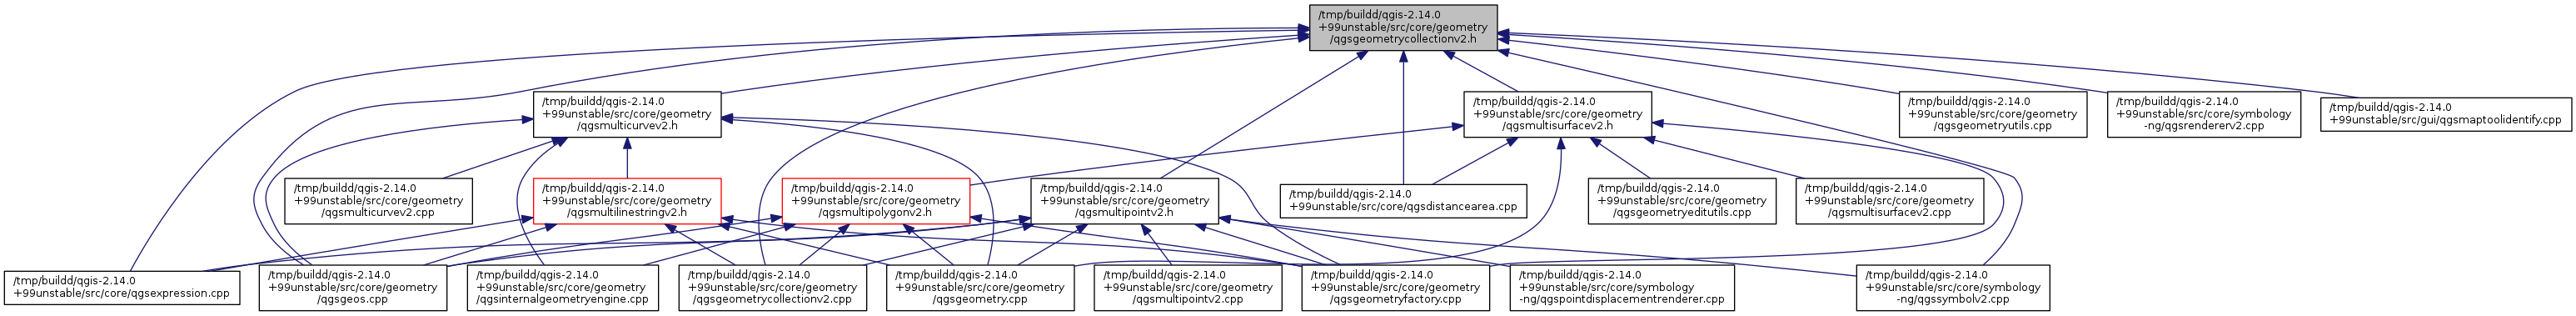 /tmp/buildd/qgis-2.14.0
+99unstable/src/core/geometry
/qgsgeometrycollectionv2.h
/tmp/buildd/qgis-2.14.0
+99unstable/src/core/geometry
/qgsmulticurvev2.h
/tmp/buildd/qgis-2.14.0
+99unstable/src/core/geometry
/qgsmultisurfacev2.h
/tmp/buildd/qgis-2.14.0
+99unstable/src/core/geometry
/qgsgeometryutils.cpp
/tmp/buildd/qgis-2.14.0
+99unstable/src/core/symbology
-ng/qgsrendererv2.cpp
/tmp/buildd/qgis-2.14.0
+99unstable/src/gui/qgsmaptoolidentify.cpp
/tmp/buildd/qgis-2.14.0
+99unstable/src/core/geometry
/qgsmulticurvev2.cpp
/tmp/buildd/qgis-2.14.0
+99unstable/src/core/geometry
/qgsmultilinestringv2.h
/tmp/buildd/qgis-2.14.0
+99unstable/src/core/geometry
/qgsmultipolygonv2.h
/tmp/buildd/qgis-2.14.0
+99unstable/src/core/geometry
/qgsmultipointv2.h
/tmp/buildd/qgis-2.14.0
+99unstable/src/core/qgsdistancearea.cpp
/tmp/buildd/qgis-2.14.0
+99unstable/src/core/geometry
/qgsgeometryeditutils.cpp
/tmp/buildd/qgis-2.14.0
+99unstable/src/core/geometry
/qgsmultisurfacev2.cpp
/tmp/buildd/qgis-2.14.0
+99unstable/src/core/qgsexpression.cpp
/tmp/buildd/qgis-2.14.0
+99unstable/src/core/geometry
/qgsgeos.cpp
/tmp/buildd/qgis-2.14.0
+99unstable/src/core/geometry
/qgsinternalgeometryengine.cpp
/tmp/buildd/qgis-2.14.0
+99unstable/src/core/geometry
/qgsgeometrycollectionv2.cpp
/tmp/buildd/qgis-2.14.0
+99unstable/src/core/geometry
/qgsgeometry.cpp
/tmp/buildd/qgis-2.14.0
+99unstable/src/core/geometry
/qgsmultipointv2.cpp
/tmp/buildd/qgis-2.14.0
+99unstable/src/core/geometry
/qgsgeometryfactory.cpp
/tmp/buildd/qgis-2.14.0
+99unstable/src/core/symbology
-ng/qgspointdisplacementrenderer.cpp
/tmp/buildd/qgis-2.14.0
+99unstable/src/core/symbology
-ng/qgssymbolv2.cpp